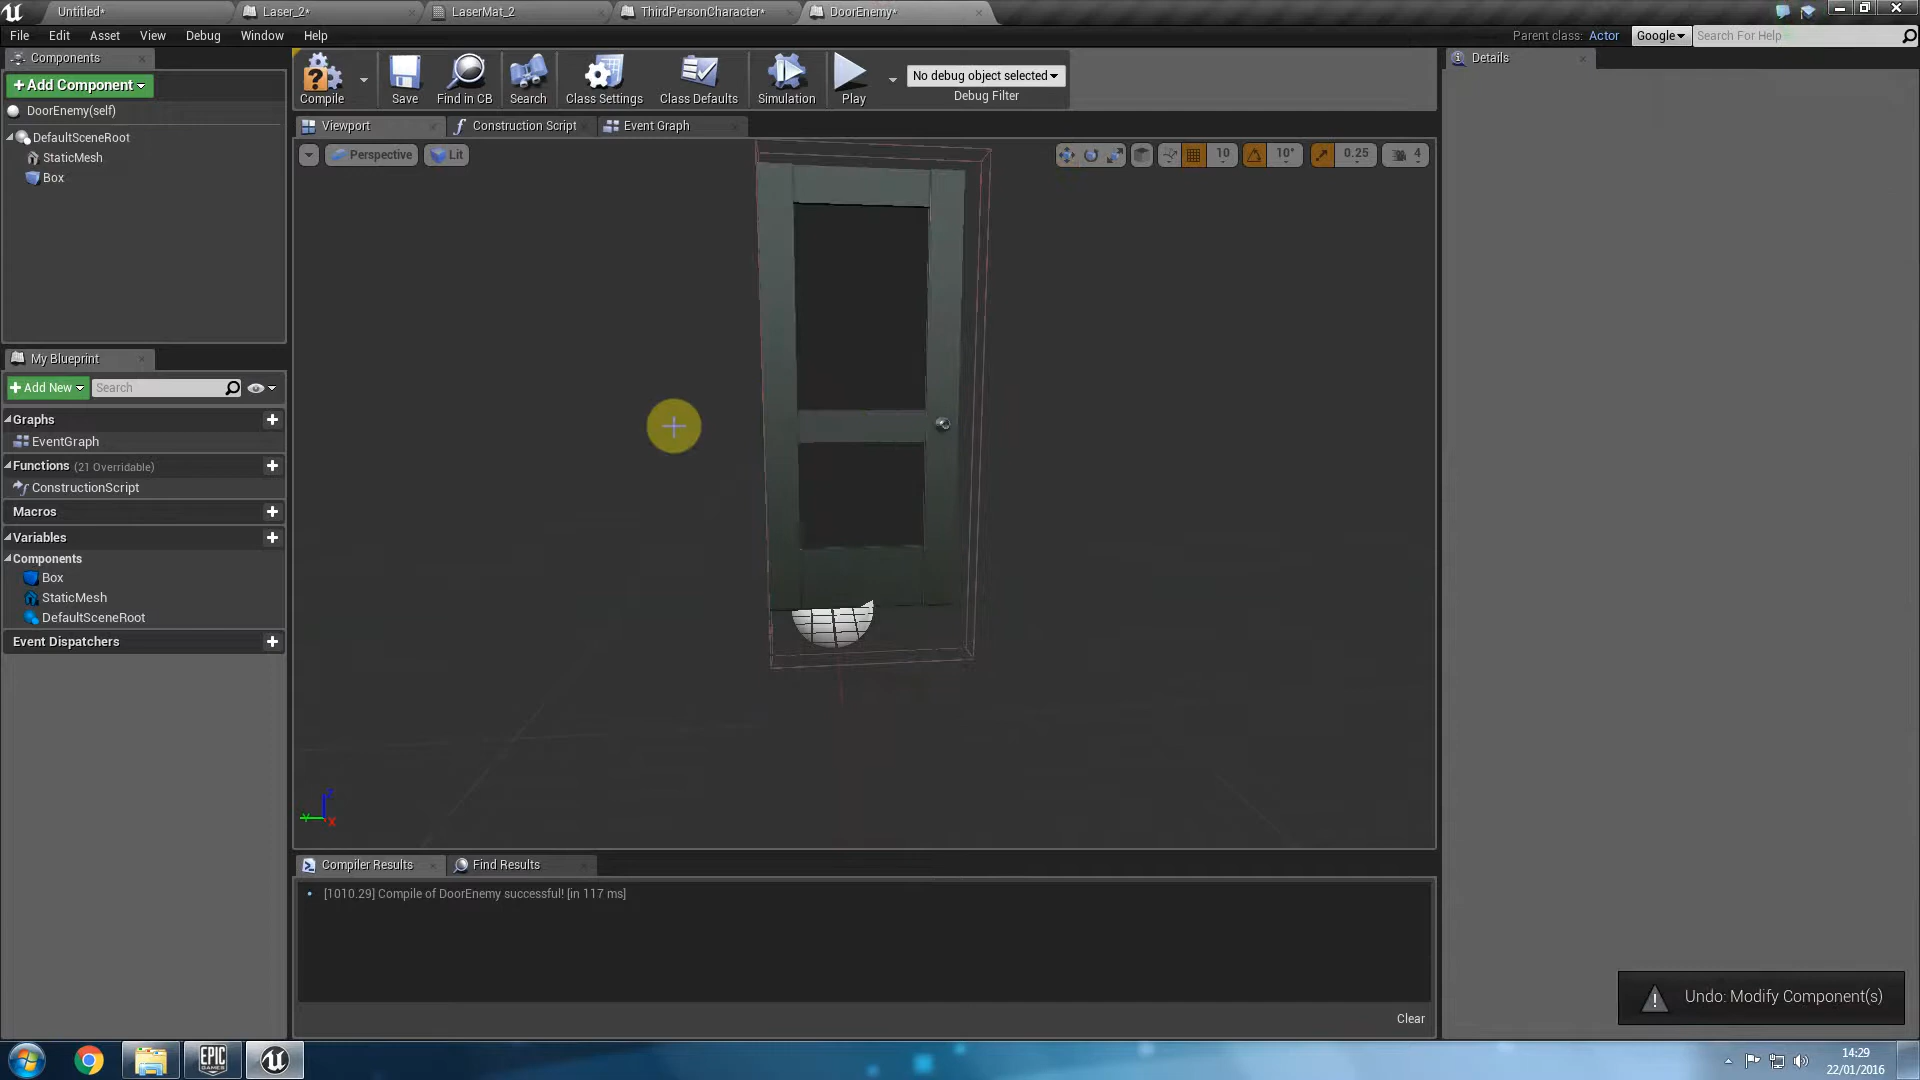 Untitled*
Laser_2*
LaserMat_2
ThirdPersonCharacter*
DoorEnemy*
File Edit Asset View Debug Window Help
Parent class: Actor
Google
Search For Help
Components
+Add Component
DoorEnemy(self)
DefaultSceneRoot
StaticMesh
Box
Compile
Save
Find in CB
Search
Class Settings
Class Defaults
Simulation
Play
No debug object selected
Debug Filter
Details
Viewport
Construction Script
Event Graph
Perspective
Lit
10
10°
0.25
4
My Blueprint
+Add New
Search
Graphs
EventGraph
Functions (21 Overridable)
ConstructionScript
Macros
Variables
Components
Box
StaticMesh
DefaultSceneRoot
Event Dispatchers
Z
Y
X
Compiler Results
Find Results
[1010.29] Compile of DoorEnemy successful! [in 117 ms]
Clear
Undo: Modify Component(s)
EPIC
GAMES
14:29
22/01/2016